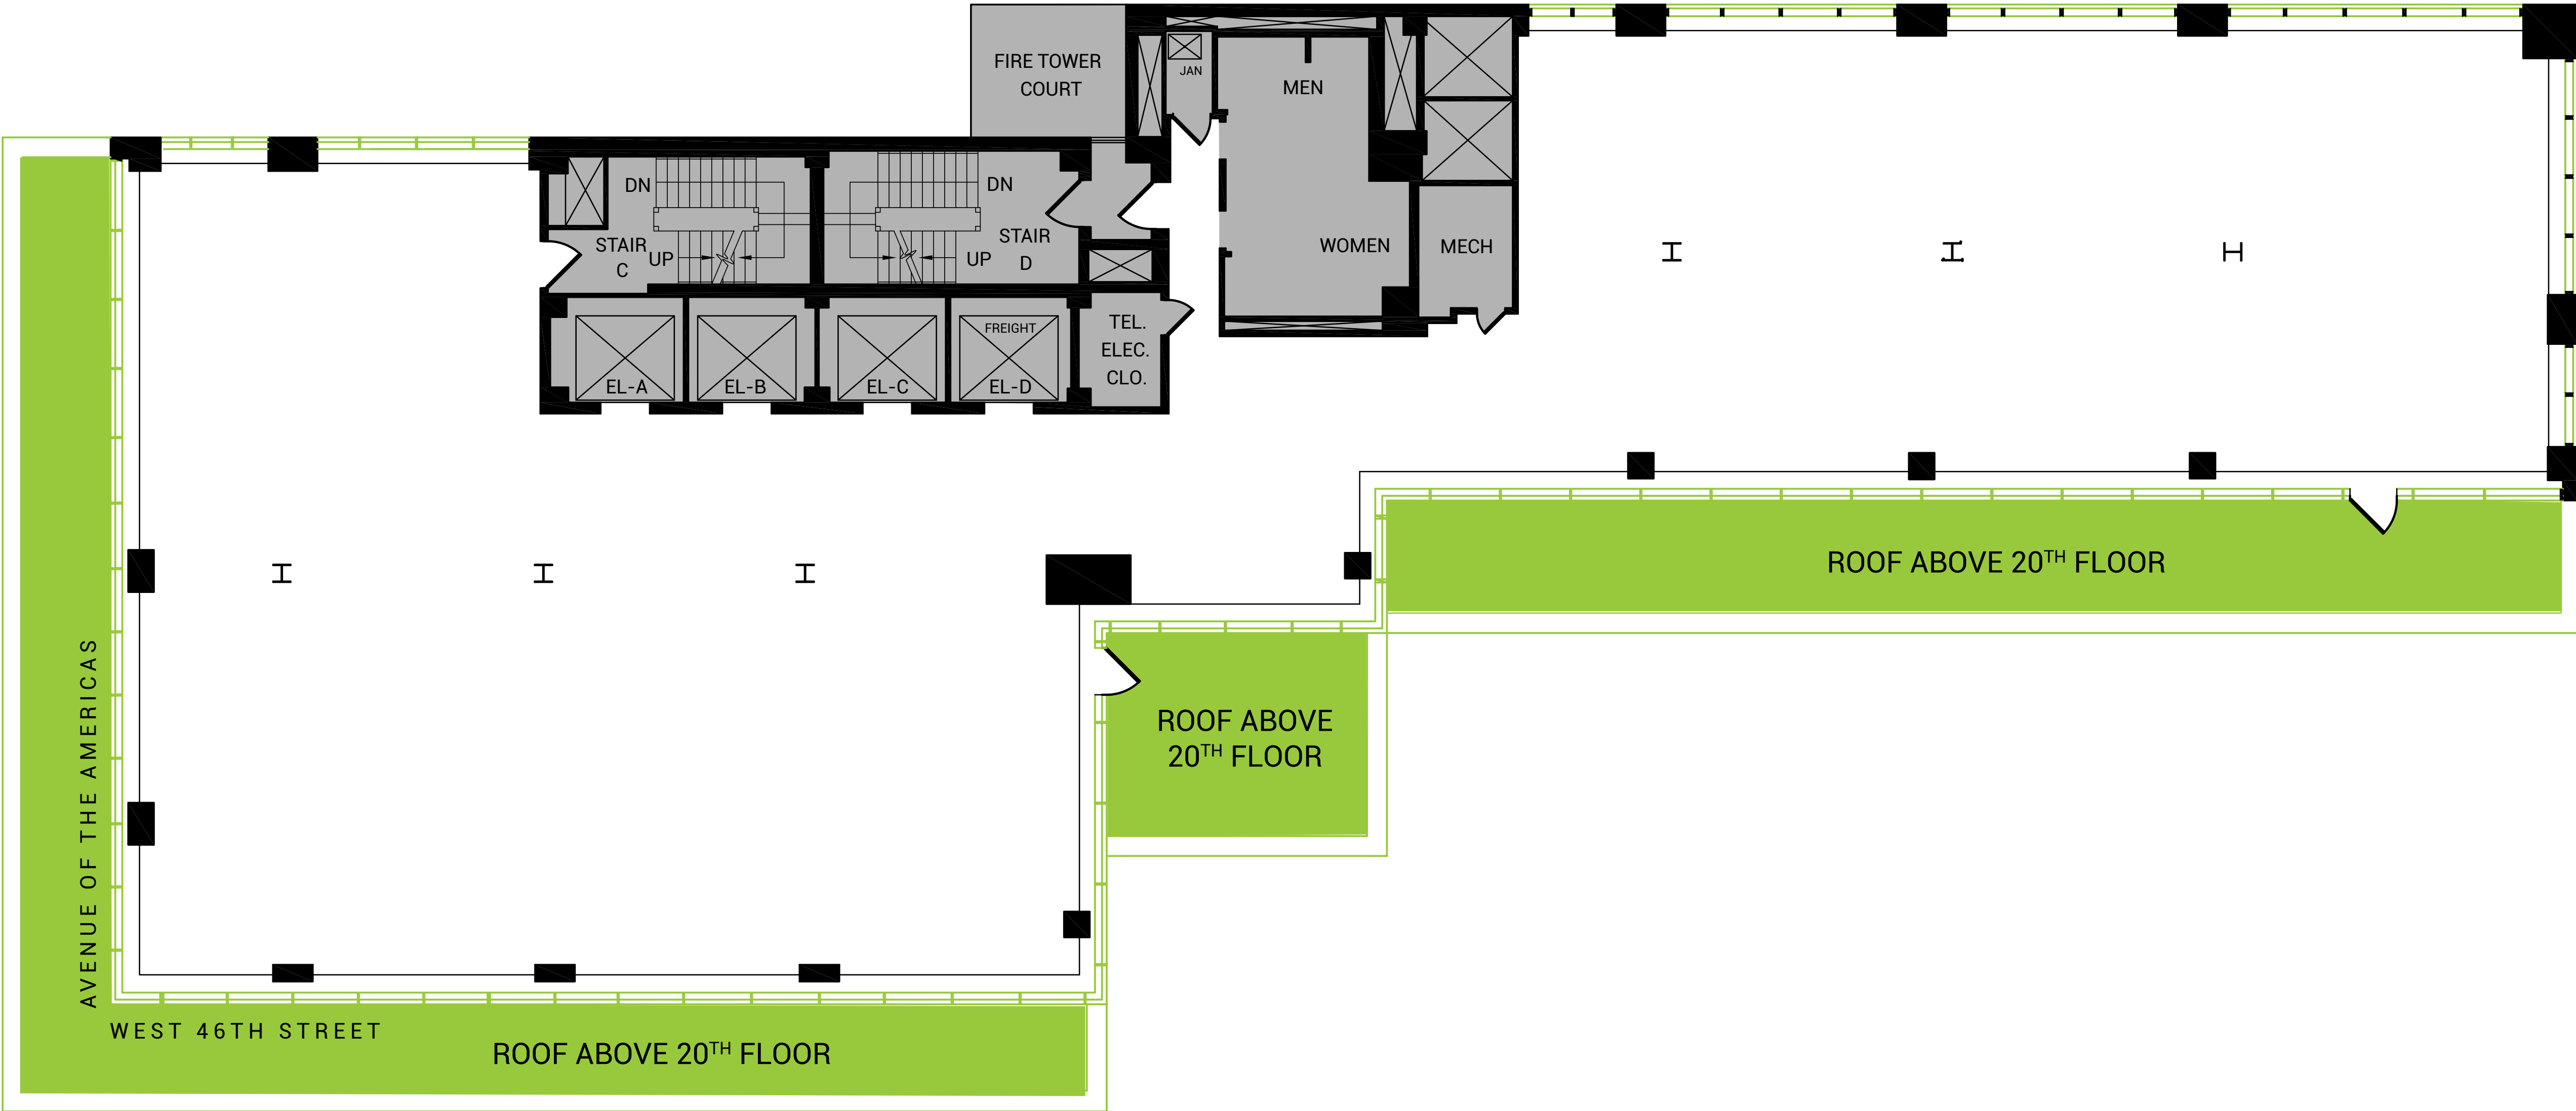 FIRE TOWER
COURT
JAN
MEN
DN
DN
STAIR
C
UP
UP
STAIR
D
WOMEN
MECH
FREIGHT
EL-A
EL-B
EL-C
EL-D
TEL.
ELEC.
CLO.
ROOF ABOVE 20TH FLOOR
ROOF ABOVE
20TH FLOOR
AVENUE OF THE AMERICAS
WEST 46TH STREET
ROOF ABOVE 20TH FLOOR